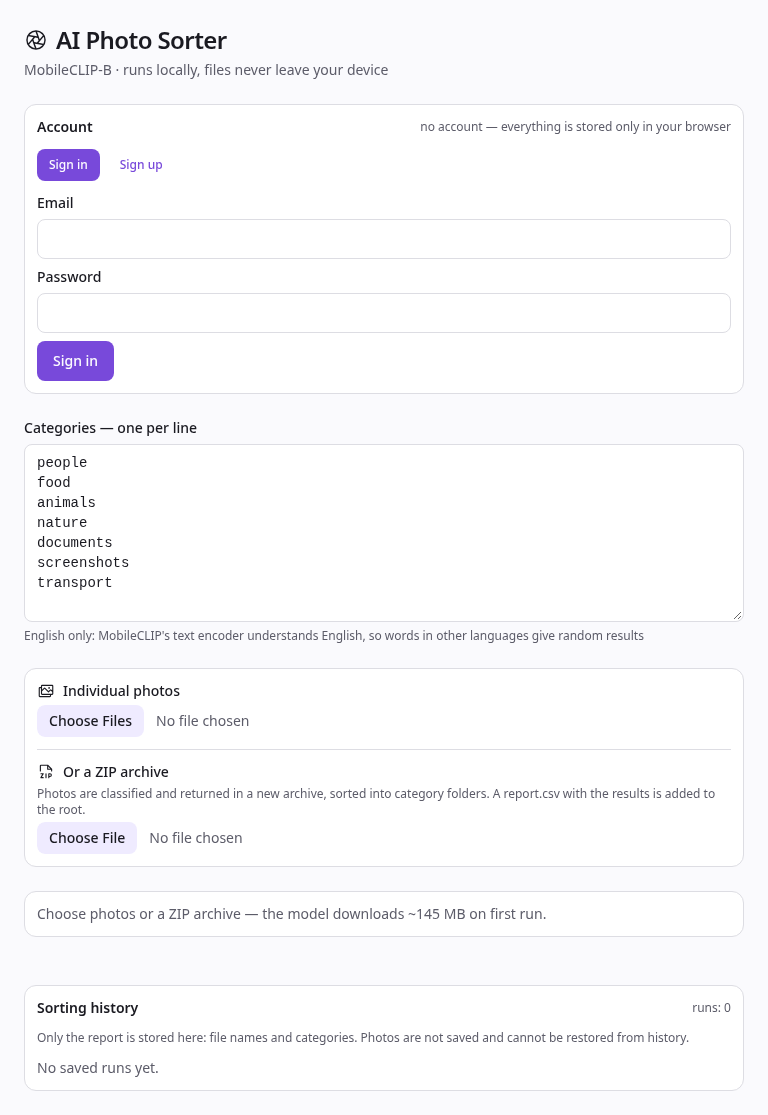 AI Photo Sorter
MobileCLIP-B · runs locally, files never leave your device
Account
no account — everything is stored only in your browser
Sign in
Sign up
Email
Password
Sign in
Categories — one per line
people
food
animals
nature
documents
screenshots
transport
English only: MobileCLIP's text encoder understands English, so words in other languages give random results
Individual photos
Choose Files No file chosen
ZIP
Or a ZIP archive
Photos are classified and returned in a new archive, sorted into category folders. A report.csv with the results is added to
the root.
Choose File No file chosen
Choose photos or a ZIP archive — the model downloads ~145 MB on first run.
Sorting history
runs: 0
Only the report is stored here: file names and categories. Photos are not saved and cannot be restored from history.
No saved runs yet.